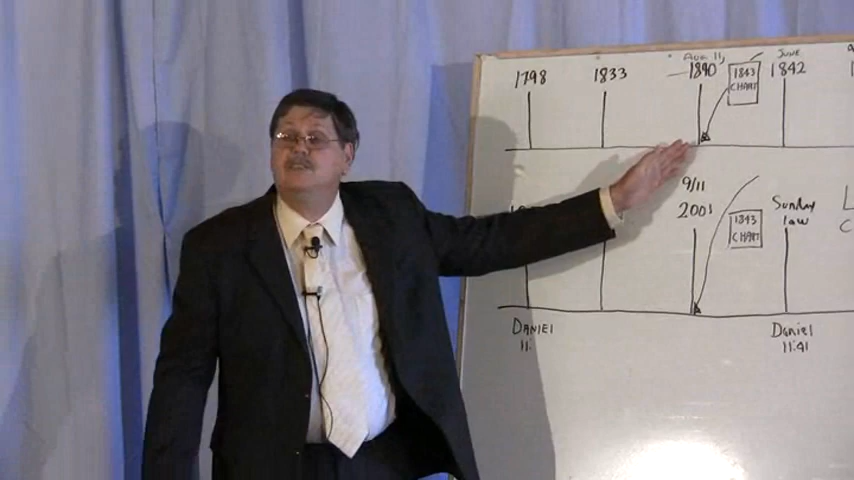 1798
1833
Aug 11,
1840
1843
CHART
JUNE
1842
9/11
2001
1843
CHART
Sunday
law
L
C
Daniel
11:
Daniel
11:41